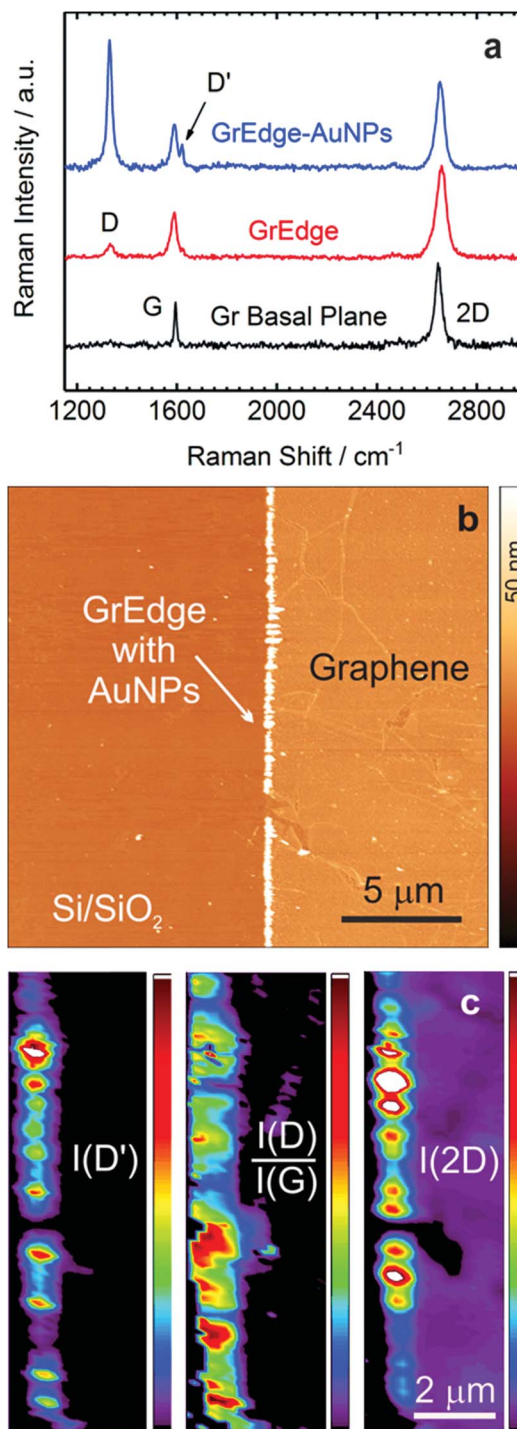 a
D'
GrEdge-AuNPs
D
GrEdge
G
Gr Basal Plane
2D
Raman Intensity / a.u.
1200 1600 2000 2400 2800
Raman Shift / cm⁻¹
b
50 nm
GrEdge
with
AuNPs
Graphene
5 μm
Si/SiO₂
c
I(D')
I(D)
I(G)
I(2D)
2 μm